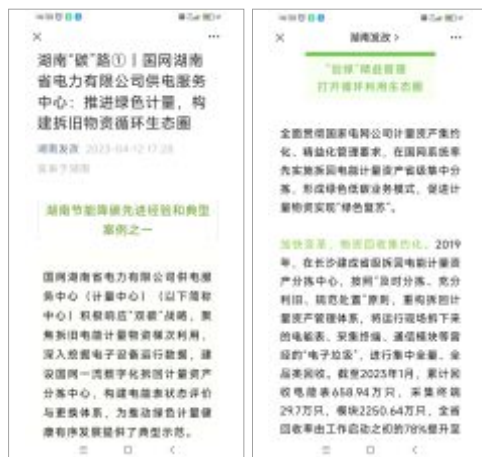 湖南“碳”路①丨国网湖南
省电力有限公司供电服务
中心：推进绿色计量，构
建拆旧物资循环生态圈
湖南发改 2023-04-12 17:28
发表于湖南
湖南节能降碳先进经验和典型
案例之一
国网湖南省电力有限公司供电服
务中心（计量中心）（以下简称
中心）积极响应“双碳”战略，聚
焦拆旧电能计量物资梯次利用，
深入挖掘电子设备运行数据，建
设国网一流数字化拆回计量资产
分拣中心，构建电能表状态评价
与更换体系，为推动绿色计量健
康有序发展提供了典型示范。
湖南发改 >
打开循环利用生态圈
全面贯彻国家电网公司计量资产集约
化、精益化管理要求，在国网系统率
先实施拆回电能计量资产省级集中分
拣，形成绿色低碳业务模式，促进计
量物资实现“绿色复苏”。
加快变革，物资回收集约化。2019
年，在长沙建成省级拆回电能计量资
产分拣中心，按照“及时分拣、充分
利旧、规范处置”原则，重构拆回计
量资产管理体系，将运行现场拆下来
的电能表、采集终端、通信模块等曾
经的“电子垃圾”，进行集中全量、全
品类回收。截至2023年1月，累计回
收电能表658.94万只，采集终端
29.7万只，模块2250.64万只，全省
回收率由工作启动之初的78%提升至